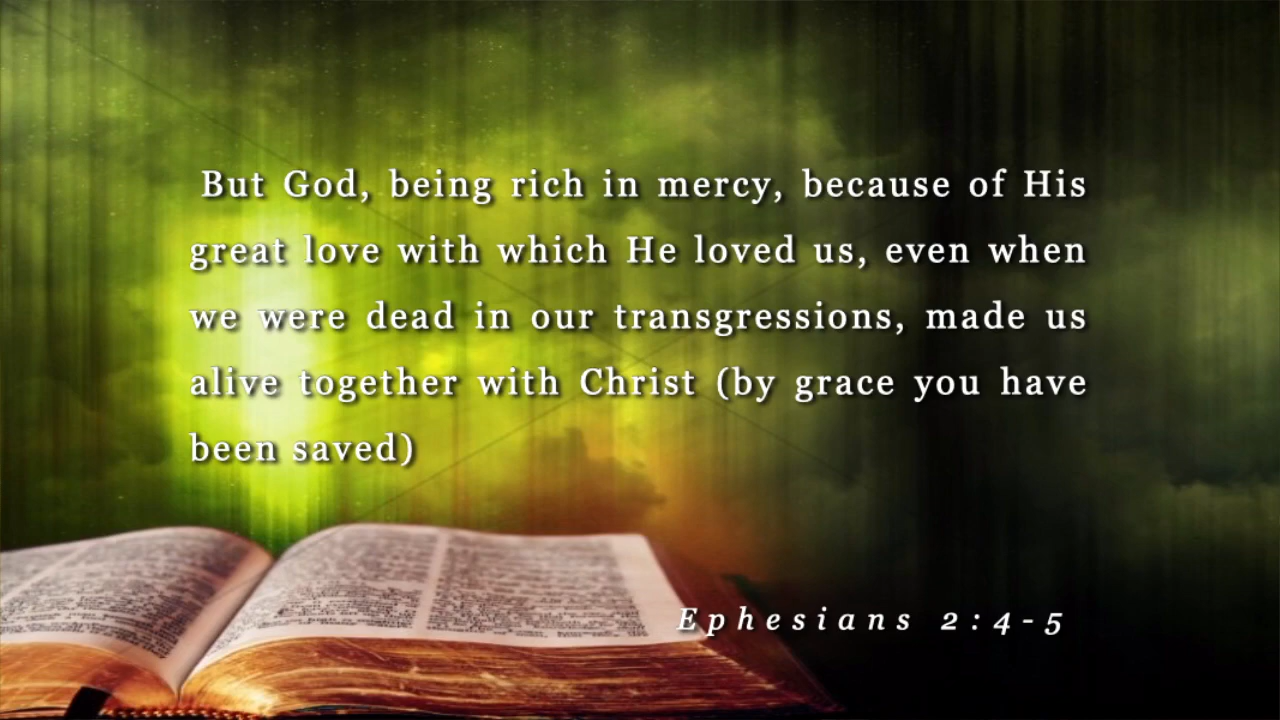 But God, being rich in mercy, because of His
great love with which He loved us, even when
we were dead in our transgressions, made us
alive together with Christ (by grace you have
been saved)
Ephesians 2:4-5